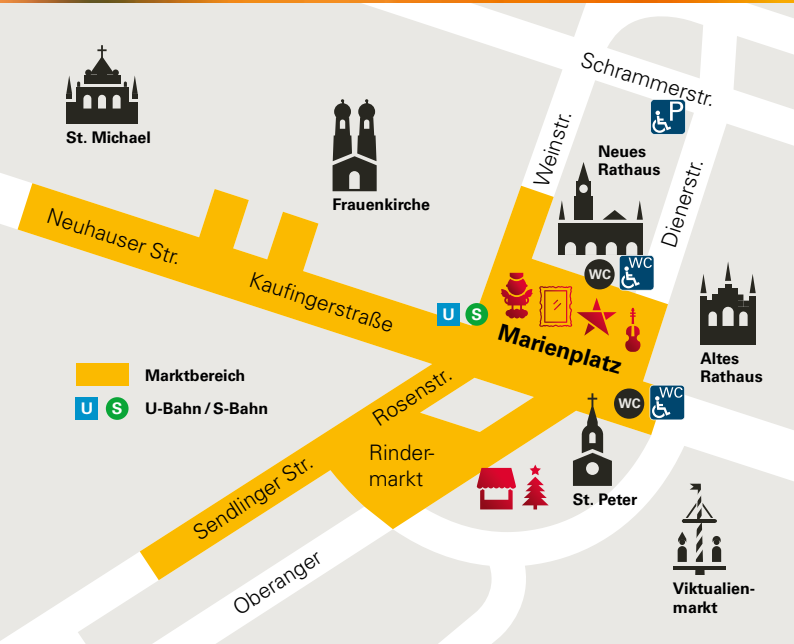 Schrammerstr.
P
St. Michael
Weinstr.
Neues
Rathaus
Frauenkirche
Dienerstr.
Neuhauser Str.
WC
WC
Kaufingerstraße
U S
Marienplatz
Altes
Rathaus
Marktbereich
U S U-Bahn / S-Bahn
Rosenstr.
WC
WC
Rinder-
markt
Sendlinger Str.
St. Peter
Oberanger
Viktualien-
markt